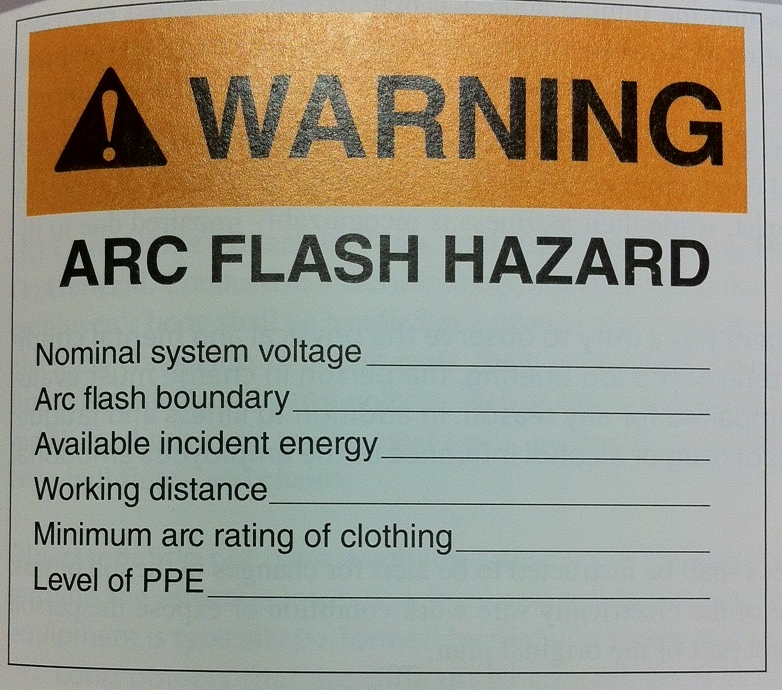 WARNING
ARC FLASH HAZARD
Nominal system voltage
Arc flash boundary
Available incident energy
Working distance
Minimum arc rating of clothing
Level of PPE